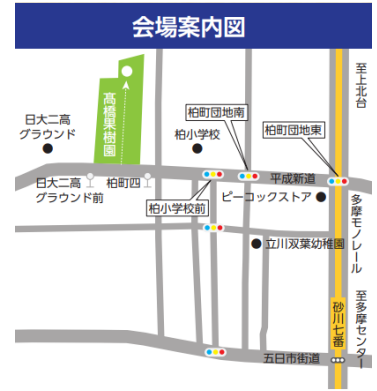 会場案内図
至上北台
髙橋果樹園
日大二高
グラウンド
柏小学校
柏町団地南
柏町団地東
日大二高
グラウンド前
柏町四
平成新道
柏小学校前
ピーコックストア
多摩モノレール
立川双葉幼稚園
至多摩センター
砂川七番
五日市街道